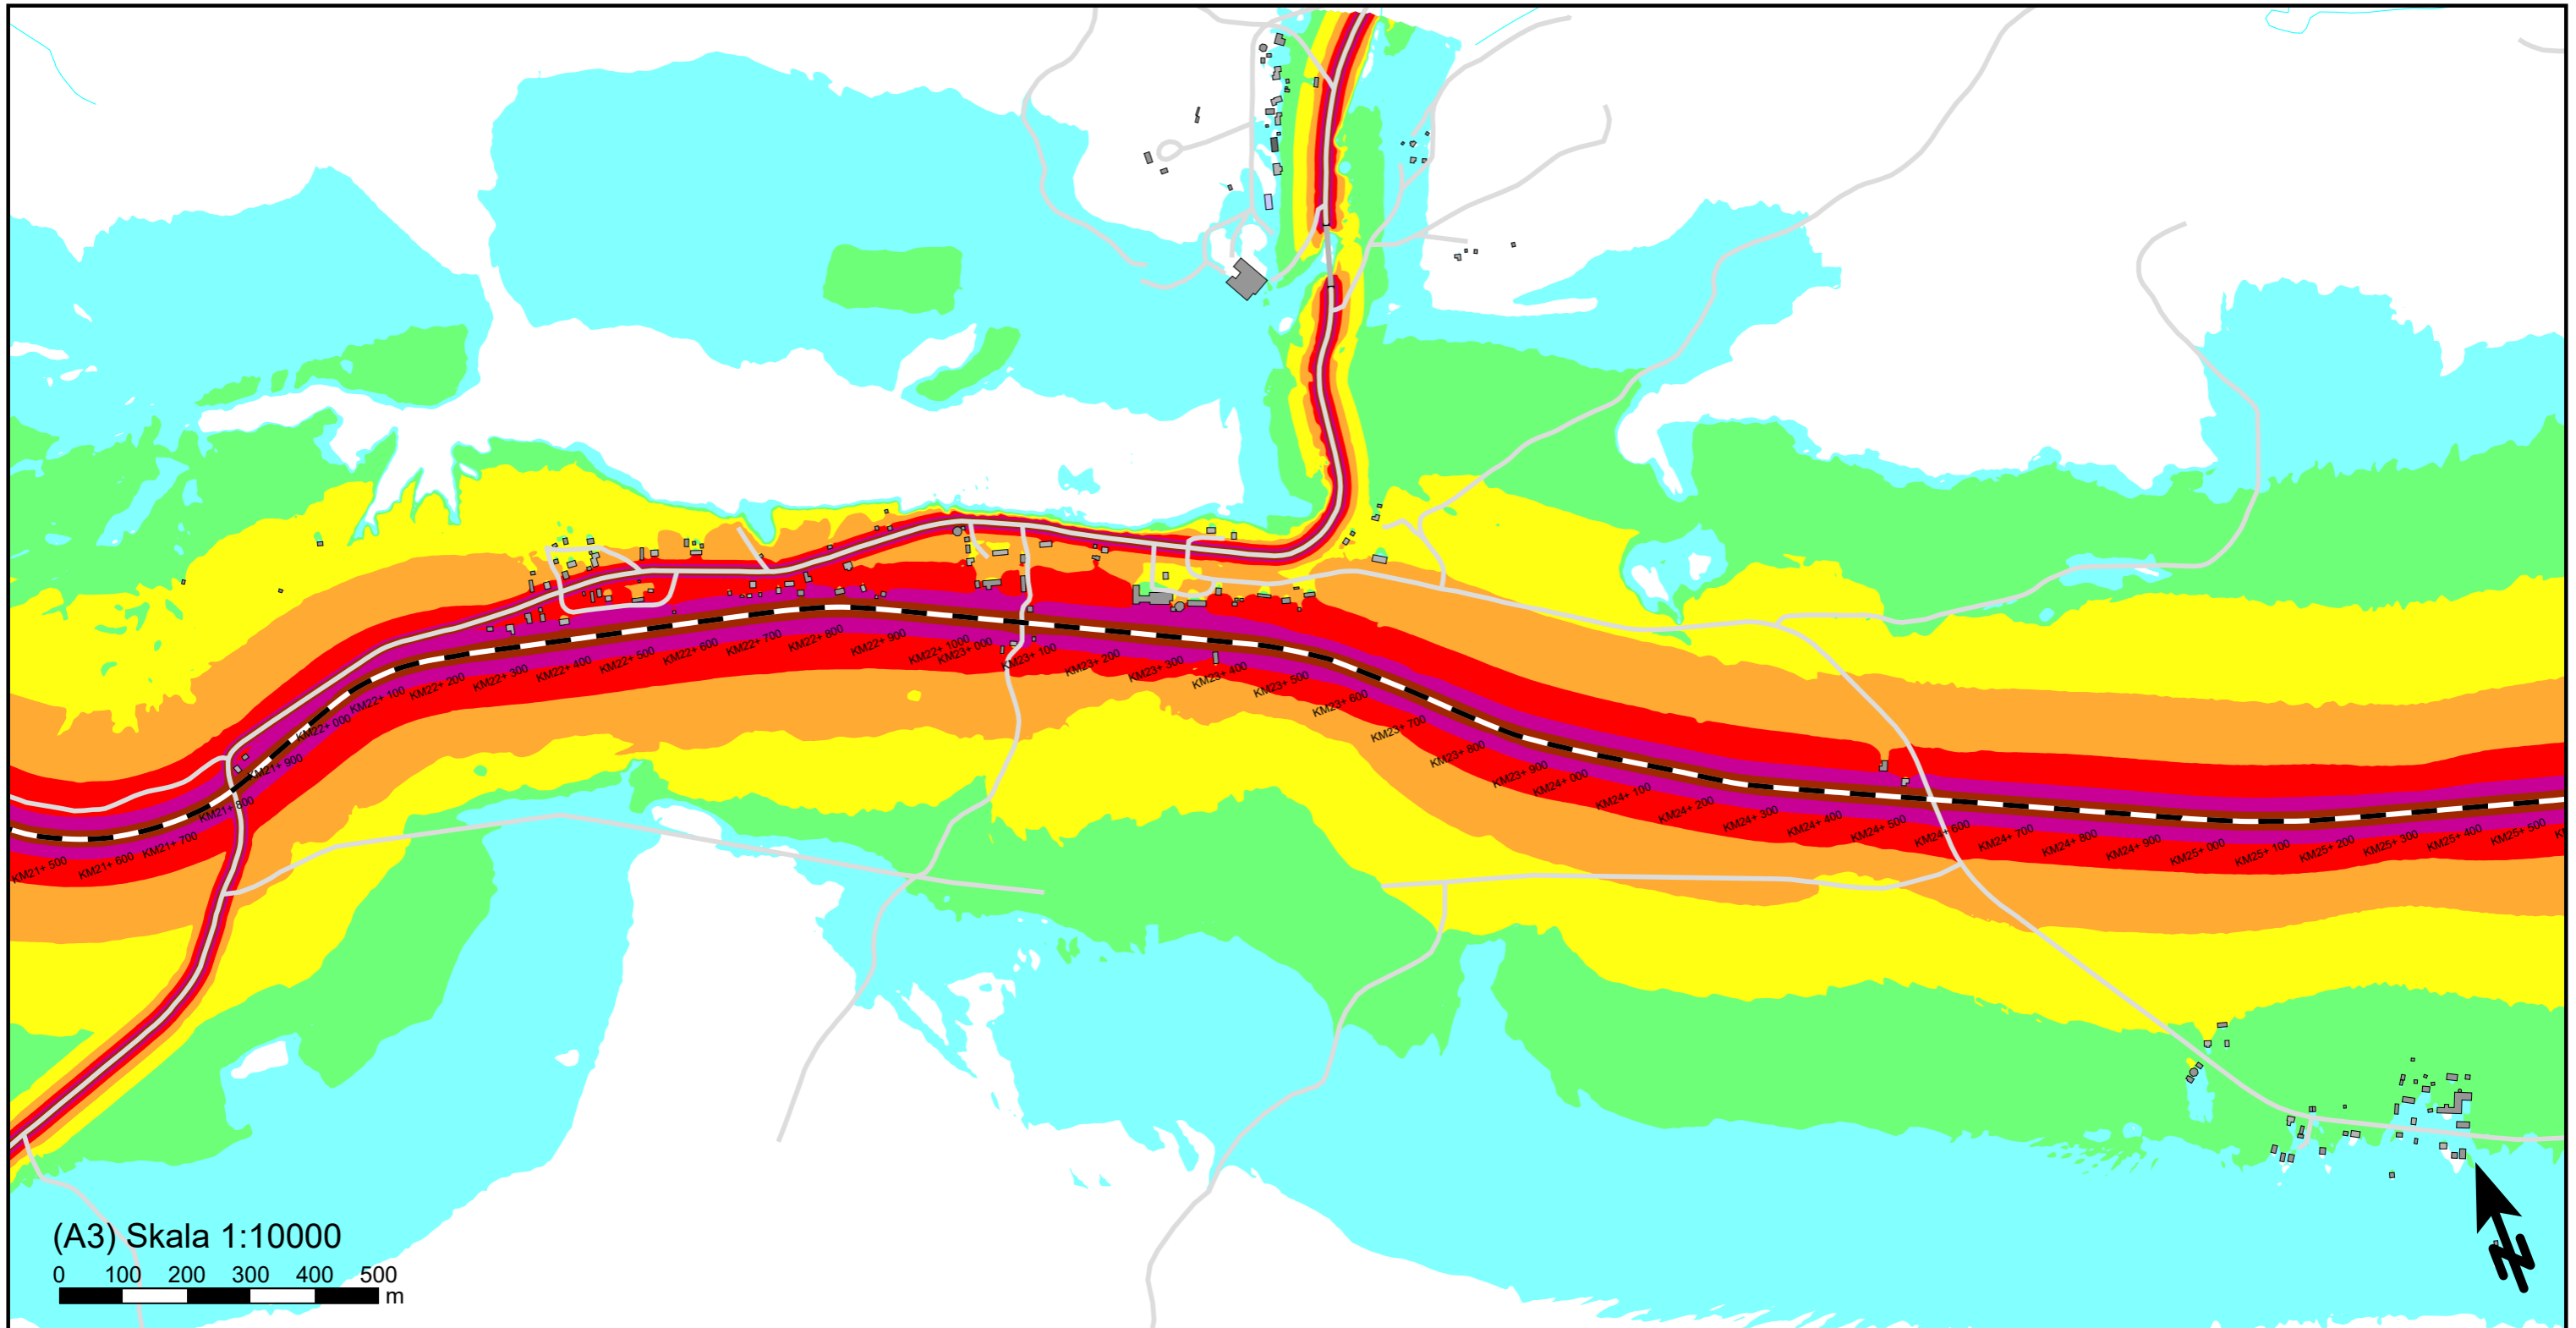 KM21+ 500
KM21+ 600
KM21+ 700
KM21+ 800
KM21+ 900
KM22+ 000
KM22+ 100
KM22+ 200
KM22+ 300
KM22+ 400
KM22+ 500
KM22+ 600
KM22+ 700
KM22+ 800
KM22+ 900
KM22+ 1000
KM23+ 000
KM23+ 100
KM23+ 200
KM23+ 300
KM23+ 400
KM23+ 500
KM23+ 600
KM23+ 700
KM23+ 800
KM23+ 900
KM24+ 000
KM24+ 100
KM24+ 200
KM24+ 300
KM24+ 400
KM24+ 500
KM24+ 600
KM24+ 700
KM24+ 800
KM24+ 900
KM25+ 000
KM25+ 100
KM25+ 200
KM25+ 300
KM25+ 400
KM25+ 500
(A3) Skala 1:10000
0 100 200 300 400 500
m
N